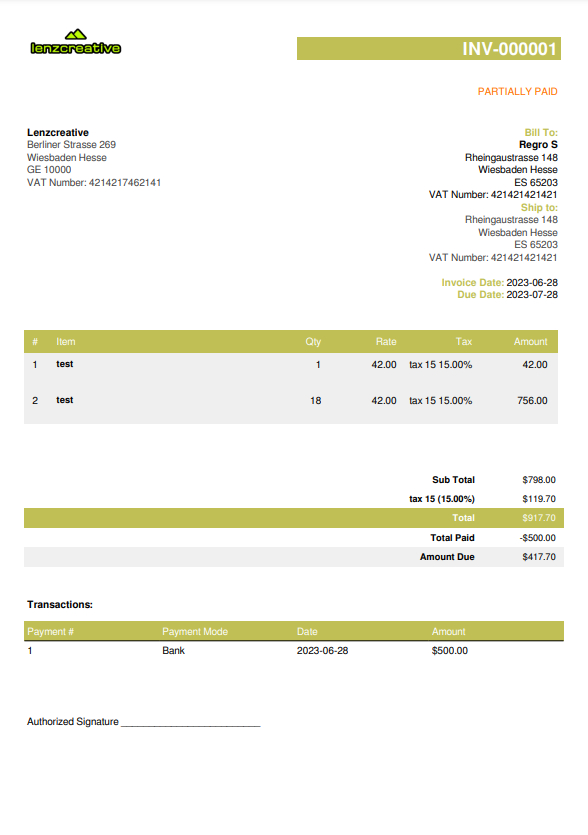 lenzcreative
INV-000001
PARTIALLY PAID
Lenzcreative
Berliner Strasse 269
Wiesbaden Hesse
GE 10000
VAT Number: 4214217462141
Bill To:
Regro S
Rheingaustrasse 148
Wiesbaden Hesse
ES 65203
VAT Number: 421421421421
Ship to:
Rheingaustrasse 148
Wiesbaden Hesse
ES 65203
VAT Number: 421421421421
Invoice Date: 2023-06-28
Due Date: 2023-07-28
# Item Qty Rate Tax Amount
1 test 1 42.00 tax 15 15.00% 42.00
2 test 18 42.00 tax 15 15.00% 756.00
Sub Total $798.00
tax 15 (15.00%) $119.70
Total $917.70
Total Paid -$500.00
Amount Due $417.70
Transactions:
Payment # Payment Mode Date Amount
1 Bank 2023-06-28 $500.00
Authorized Signature __________________________